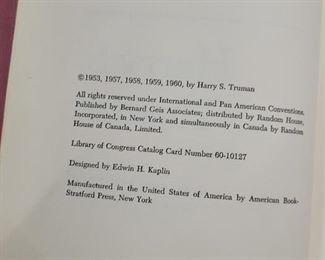 ©1953, 1957, 1958, 1959, 1960, by Harry S. Truman
All rights reserved under International and Pan American Conventions.
Published by Bernard Geis Associates; distributed by Random House,
Incorporated, in New York and simultaneously in Canada by Random
House of Canada, Limited.
Library of Congress Catalog Card Number 60-10127
Designed by Edwin H. Kaplin
Manufactured in the United States of America by American Book-
Stratford Press, New York